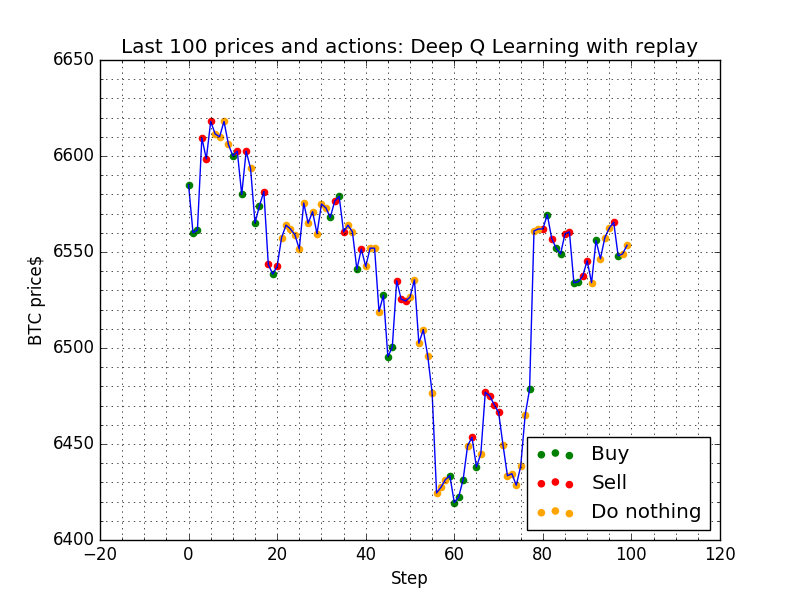 Last 100 prices and actions: Deep Q Learning with replay
6650
6600
6550
6500
6450
6400
BTC price$
Buy
Sell
Do nothing
−20 0 20 40 60 80 100 120
Step